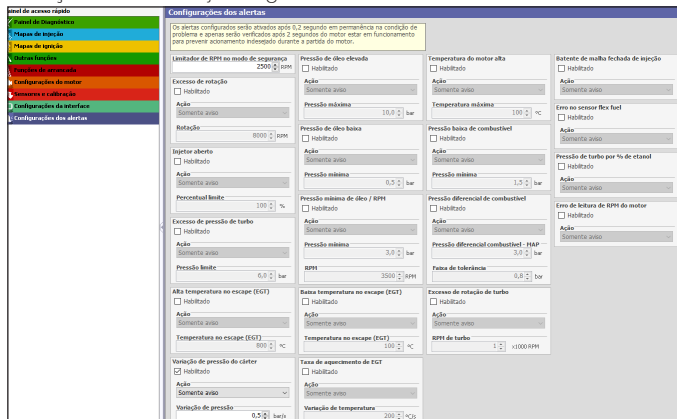 Painel de acesso rápido
Painel de Diagnóstico
Mapas de injeção
Mapas de ignição
Outras funções
Funções de arrancada
Configurações do motor
Sensores e calibração
Configurações da interface
Configurações dos alertas
Configurações dos alertas
Os alertas configurados serão ativados após 0,2 segundo em permanência na condição de
problema e apenas serão verificados após 2 segundos do motor estar em funcionamento
para prevenir acionamento indesejado durante a partida do motor.
Limitador de RPM no modo de segurança
2500 RPM
Excesso de rotação
Habilitado
Ação
Somente aviso
Rotação
8000 RPM
Injetor aberto
Habilitado
Ação
Somente aviso
Percentual limite
100 %
Excesso de pressão de turbo
Habilitado
Ação
Somente aviso
Pressão limite
6,0 bar
Alta temperatura no escape (EGT)
Habilitado
Ação
Somente aviso
Temperatura no escape (EGT)
800 °C
Variação de pressão do cárter
Habilitado
Ação
Somente aviso
Variação de pressão
0,5 bar/s
Pressão de óleo elevada
Habilitado
Ação
Somente aviso
Pressão máxima
10,0 bar
Pressão de óleo baixa
Habilitado
Ação
Somente aviso
Pressão mínima
0,5 bar
Pressão mínima de óleo / RPM
Habilitado
Ação
Somente aviso
Pressão mínima
3,0 bar
RPM
3500 RPM
Baixa temperatura no escape (EGT)
Habilitado
Ação
Somente aviso
Temperatura no escape (EGT)
100 °C
Taxa de aquecimento de EGT
Habilitado
Ação
Somente aviso
Variação de temperatura
200 °C/s
Temperatura do motor alta
Habilitado
Ação
Somente aviso
Temperatura máxima
100 °C
Pressão baixa de combustível
Habilitado
Ação
Somente aviso
Pressão mínima
1,5 bar
Pressão diferencial de combustível
Habilitado
Ação
Somente aviso
Pressão diferencial combustível - MAP
3,0 bar
Faixa de tolerância
0,8 bar
Excesso de rotação de turbo
Habilitado
Ação
Somente aviso
RPM de turbo
1 x1000 RPM
Batente de malha fechada de injeção
Habilitado
Ação
Somente aviso
Erro no sensor flex fuel
Habilitado
Ação
Somente aviso
Pressão de turbo por % de etanol
Habilitado
Ação
Somente aviso
Erro de leitura de RPM do motor
Habilitado
Ação
Somente aviso